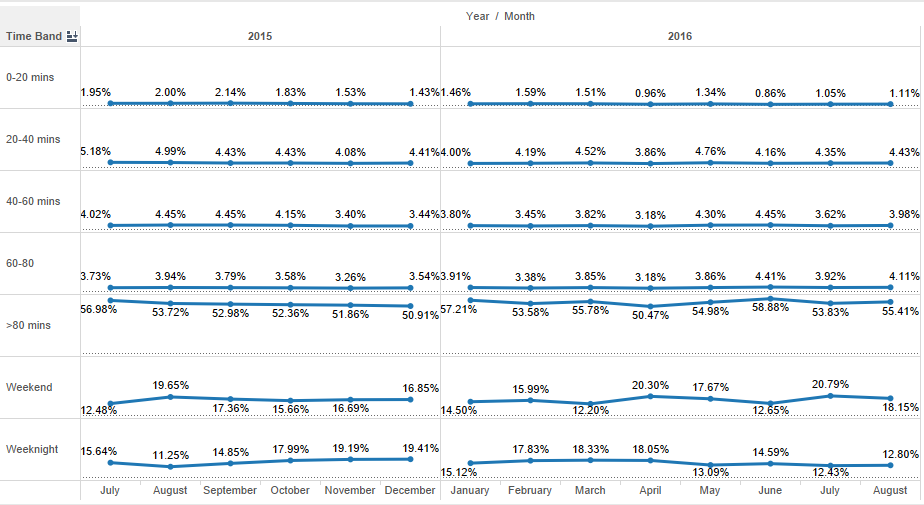 Year / Month
Time Band 2015 2016
0-20 mins
1.95% 2.00% 2.14% 1.83% 1.53% 1.43% 1.46% 1.59% 1.51% 0.96% 1.34% 0.86% 1.05% 1.11%
20-40 mins
5.18% 4.99% 4.43% 4.43% 4.08% 4.41% 4.00% 4.19% 4.52% 3.86% 4.76% 4.16% 4.35% 4.43%
40-60 mins
4.02% 4.45% 4.45% 4.15% 3.40% 3.44% 3.80% 3.45% 3.82% 3.18% 4.30% 4.45% 3.62% 3.98%
60-80
3.73% 3.94% 3.79% 3.58% 3.26% 3.54% 3.91% 3.38% 3.85% 3.18% 3.86% 4.41% 3.92% 4.11%
>80 mins
56.98% 53.72% 52.98% 52.36% 51.86% 50.91% 57.21% 53.58% 55.78% 50.47% 54.98% 58.88% 53.83% 55.41%
Weekend
12.48% 19.65% 17.36% 15.66% 16.69% 16.85% 14.50% 15.99% 12.20% 20.30% 17.67% 12.65% 20.79% 18.15%
Weeknight
15.64% 11.25% 14.85% 17.99% 19.19% 19.41% 15.12% 17.83% 18.33% 18.05% 13.09% 14.59% 12.43% 12.80%
July August September October November December January February March April May June July August